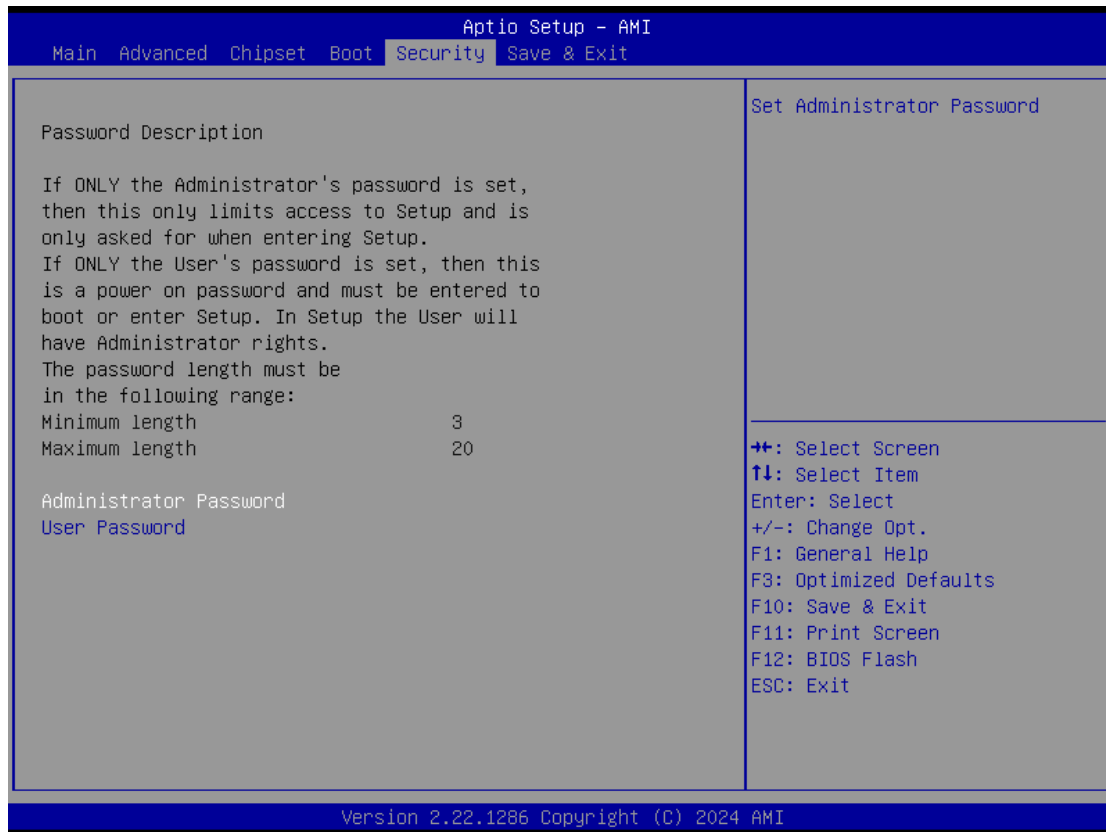 Aptio Setup – AMI
Main Advanced Chipset Boot Security Save & Exit
Password Description
If ONLY the Administrator's password is set,
then this only limits access to Setup and is
only asked for when entering Setup.
If ONLY the User's password is set, then this
is a power on password and must be entered to
boot or enter Setup. In Setup the User will
have Administrator rights.
The password length must be
in the following range:
Minimum length 3
Maximum length 20
Administrator Password
User Password
Set Administrator Password
→←: Select Screen
↑↓: Select Item
Enter: Select
+/-: Change Opt.
F1: General Help
F3: Optimized Defaults
F10: Save & Exit
F11: Print Screen
F12: BIOS Flash
ESC: Exit
Version 2.22.1286 Copyright (C) 2024 AMI